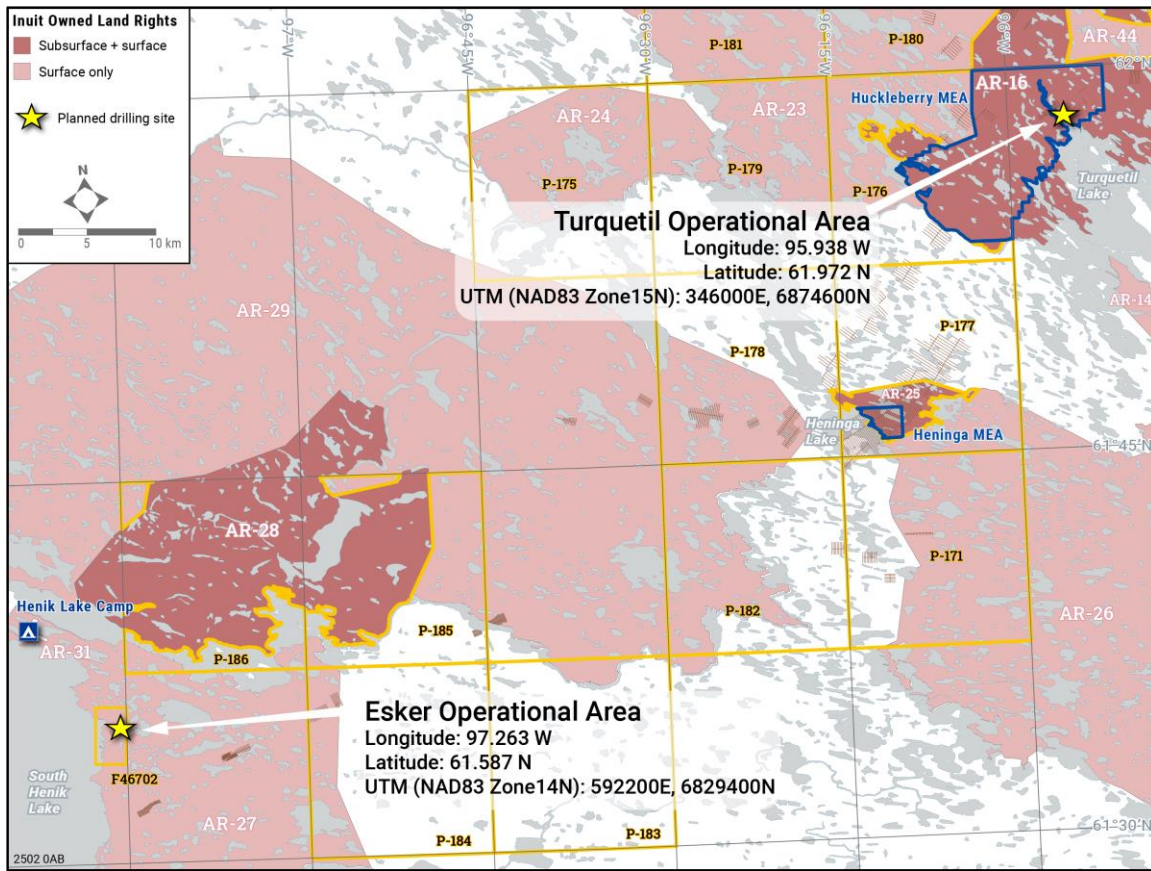 Inuit Owned Land Rights
Subsurface + surface
Surface only
Planned drilling site
N
0 5 10 km
97°W
96°45'W
96°30'W
96°15'W
96°W
P-181
P-180
AR-44
62°N
AR-16
Huckleberry MEA
AR-24
AR-23
P-175
P-179
P-176
Turquetil
Lake
Turquetil Operational Area
Longitude: 95.938 W
Latitude: 61.972 N
UTM (NAD83 Zone15N): 346000E, 6874600N
AR-14
AR-29
P-178
P-177
AR-25
Heninga
Lake
Heninga MEA
61°45'N
AR-28
P-171
Henik Lake Camp
AR-31
P-185
P-182
AR-26
P-186
Esker Operational Area
Longitude: 97.263 W
Latitude: 61.587 N
UTM (NAD83 Zone14N): 592200E, 6829400N
South
Henik
Lake
F46702
AR-27
P-184
P-183
61°30'N
2502 0AB